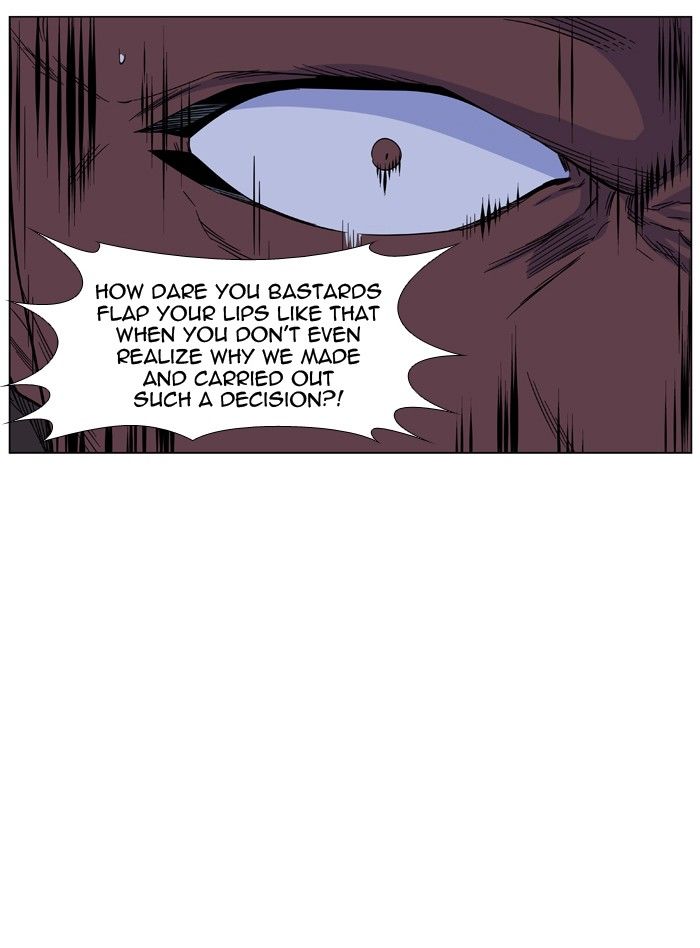 HOW DARE YOU BASTARDS
FLAP YOUR LIPS LIKE THAT
WHEN YOU DON'T EVEN
REALIZE WHY WE MADE
AND CARRIED OUT
SUCH A DECISION?!